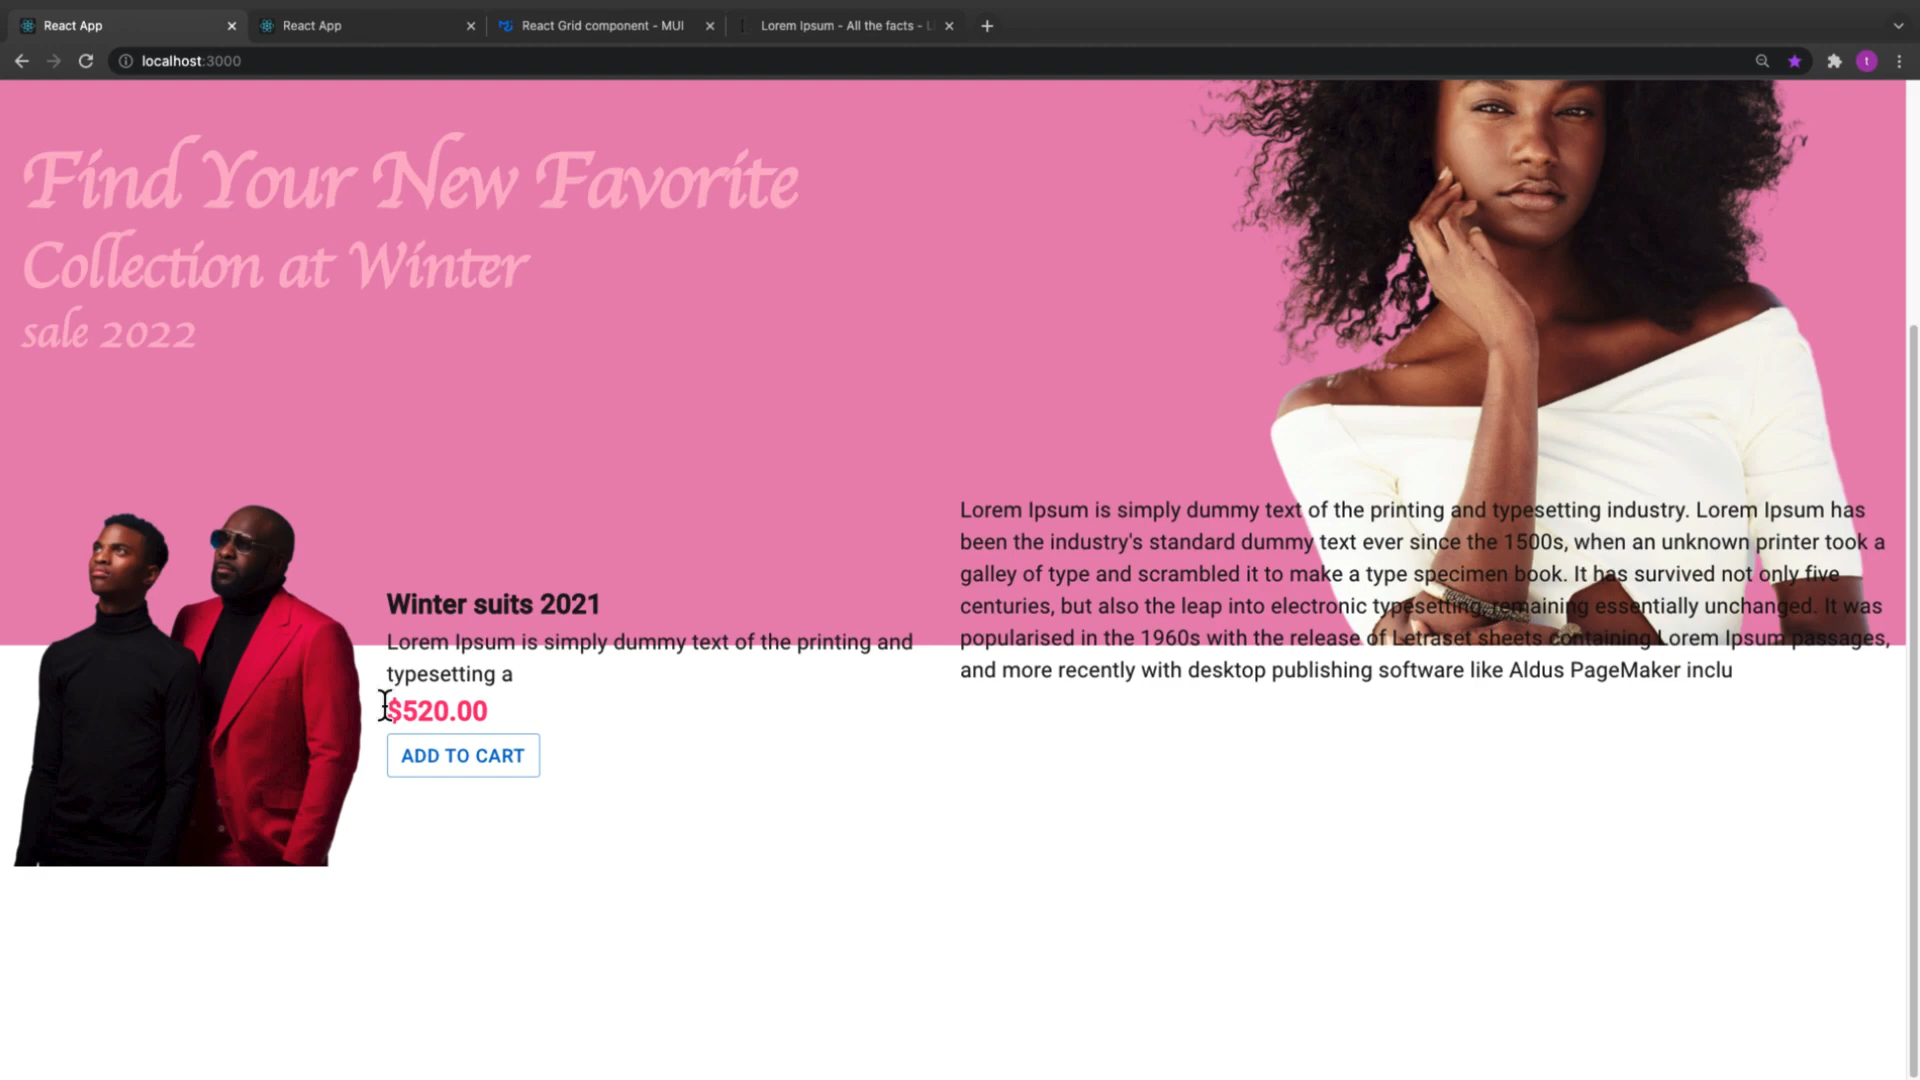 React App
React App
React Grid component - MUI
Lorem Ipsum - All the facts - L
localhost:3000
t
Find Your New Favorite
Collection at Winter
sale 2022
Lorem Ipsum is simply dummy text of the printing and typesetting industry. Lorem Ipsum has
been the industry's standard dummy text ever since the 1500s, when an unknown printer took a
galley of type and scrambled it to make a type specimen book. It has survived not only five
centuries, but also the leap into electronic typesetting, remaining essentially unchanged. It was
popularised in the 1960s with the release of Letraset sheets containing Lorem Ipsum passages,
and more recently with desktop publishing software like Aldus PageMaker inclu
Winter suits 2021
Lorem Ipsum is simply dummy text of the printing and
typesetting a
$520.00
ADD TO CART